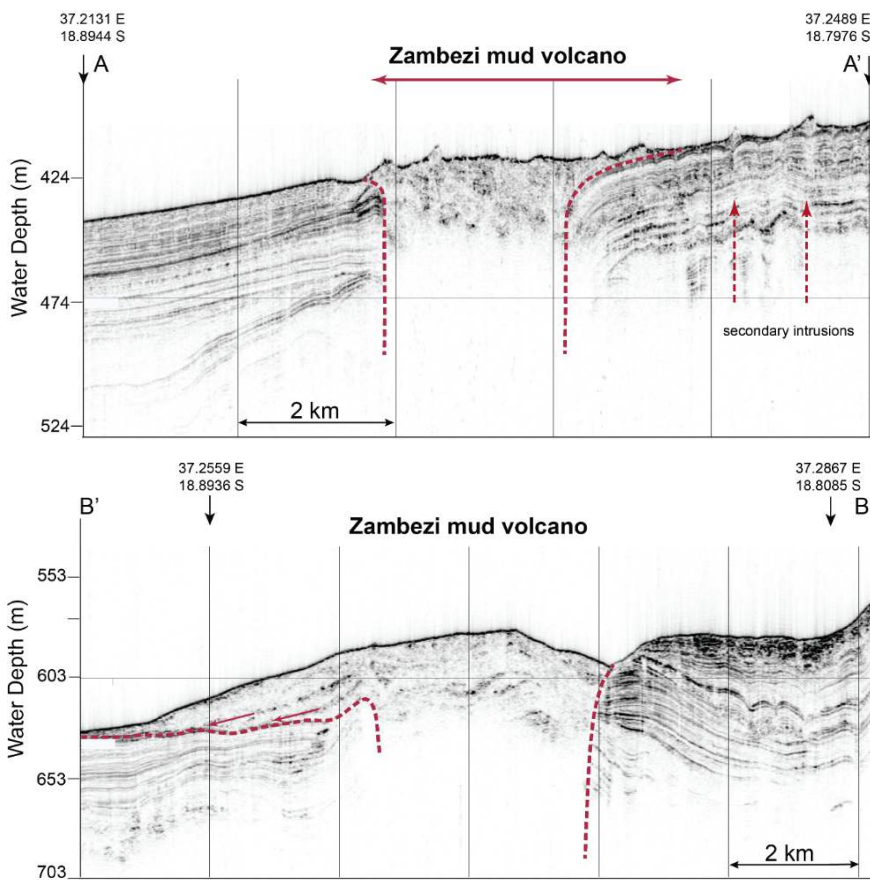 37.2131 E
18.8944 S
37.2489 E
18.7976 S
A
Zambezi mud volcano
A'
Water Depth (m)
424
474
524
secondary intrusions
2 km
37.2559 E
18.8936 S
37.2867 E
18.8085 S
B'
Zambezi mud volcano
B
Water Depth (m)
553
603
653
703
2 km